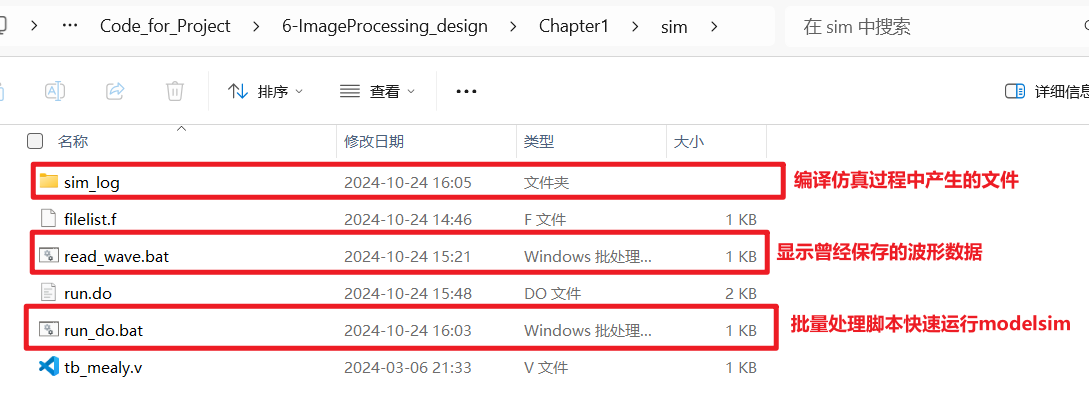 Code_for_Project > 6-ImageProcessing_design > Chapter1 > sim > 在 sim 中搜索
排序 查看 详细信息
名称 修改日期 类型 大小
sim_log 2024-10-24 16:05 文件夹 编译仿真过程中产生的文件
filelist.f 2024-10-24 14:46 F 文件 1 KB
read_wave.bat 2024-10-24 15:21 Windows 批处理... 1 KB 显示曾经保存的波形数据
run.do 2024-10-24 15:48 DO 文件 2 KB
run_do.bat 2024-10-24 16:03 Windows 批处理... 1 KB 批量处理脚本快速运行modelsim
tb_mealy.v 2024-03-06 21:33 V 文件 1 KB